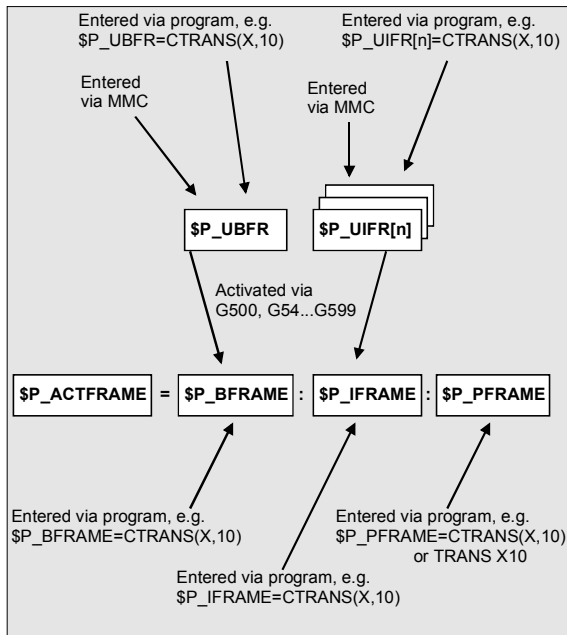 Entered via program, e.g.
$P_UBFR=CTRANS(X,10)
Entered via program, e.g.
$P_UIFR[n]=CTRANS(X,10)
Entered
via MMC
Entered
via MMC
$P_UBFR
$P_UIFR[n]
Activated via
G500, G54...G599
$P_ACTFRAME = $P_BFRAME : $P_IFRAME : $P_PFRAME
Entered via program, e.g.
$P_BFRAME=CTRANS(X,10)
Entered via program, e.g.
$P_PFRAME=CTRANS(X,10)
or TRANS X10
Entered via program, e.g.
$P_IFRAME=CTRANS(X,10)